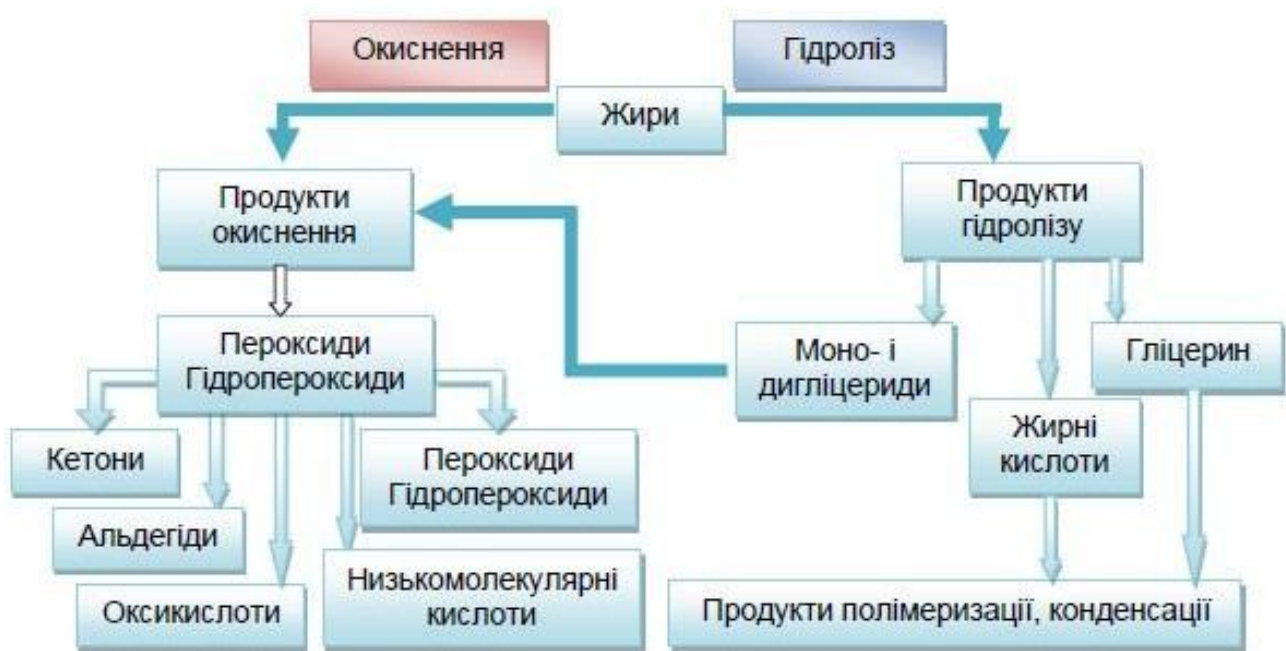 Окиснення
Гідроліз
Жири
Продукти
окиснення
Продукти
гідролізу
Пероксиди
Гідропероксиди
Моно- і
дигліцериди
Гліцерин
Кетони
Пероксиди
Гідропероксиди
Жирні
кислоти
Альдегіди
Оксикислоти
Низькомолекулярні
кислоти
Продукти полімеризації, конденсації